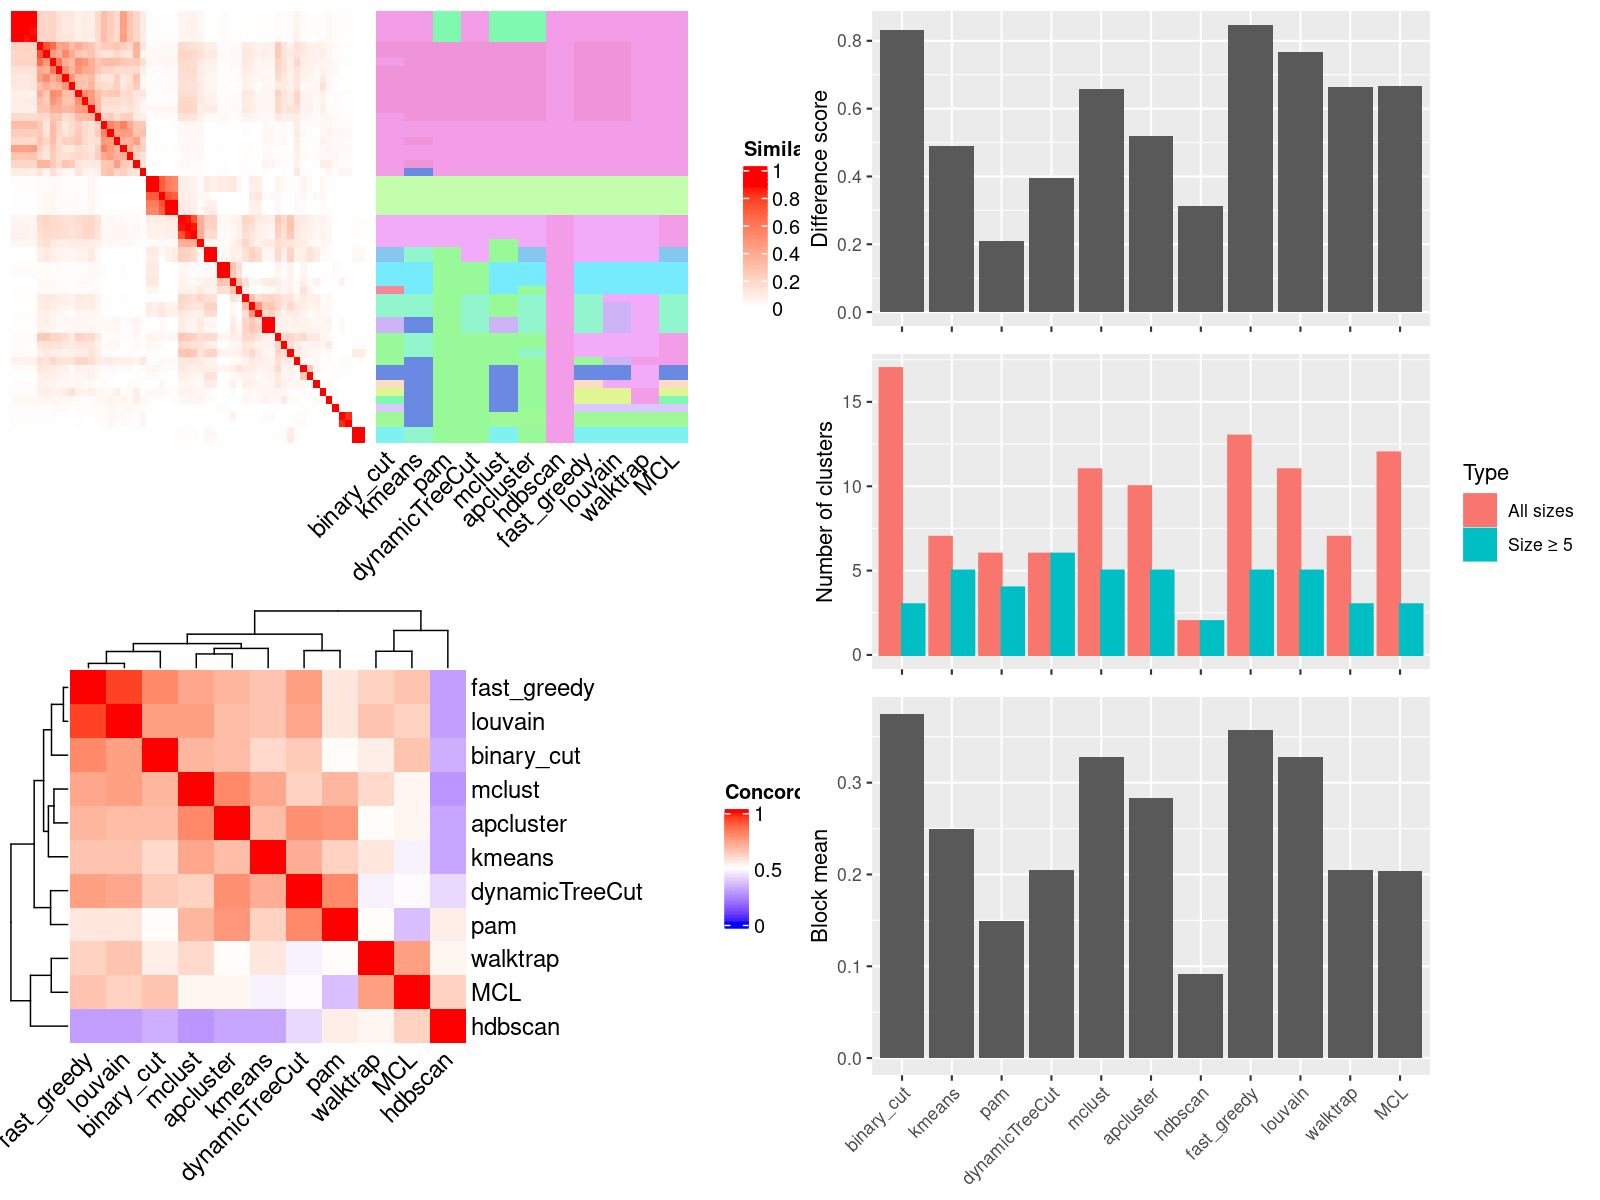 Simila
1
0.8
0.6
0.4
0.2
0
binary_cut
kmeans
pam
dynamicTreeCut
mclust
apcluster
hdbscan
fast_greedy
louvain
walktrap
MCL
fast_greedy
louvain
binary_cut
mclust
apcluster
kmeans
dynamicTreeCut
pam
walktrap
MCL
hdbscan
fast_greedy
louvain
binary_cut
mclust
apcluster
kmeans
dynamicTreeCut
pam
walktrap
MCL
hdbscan
Concord
1
0.5
0
Difference score
0.8
0.6
0.4
0.2
0.0
Number of clusters
15
10
5
0
Type
All sizes
Size ≥ 5
Block mean
0.3
0.2
0.1
0.0
binary_cut
kmeans
pam
dynamicTreeCut
mclust
apcluster
hdbscan
fast_greedy
louvain
walktrap
MCL